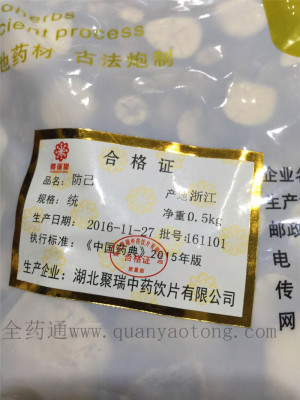 oherbs
cient process
地药材 古法炮制
合格证
品名: 防己
产地 浙江
规格: 统
净重 0.5kg
生产日期: 2016-11-27 批号:161101
执行标准: 《中国药典》2015年版
合格证
生产企业: 湖北聚瑞中药饮片有限公司
企业名
生产
邮政
电
传
网
全药通www.quanyaotong.com